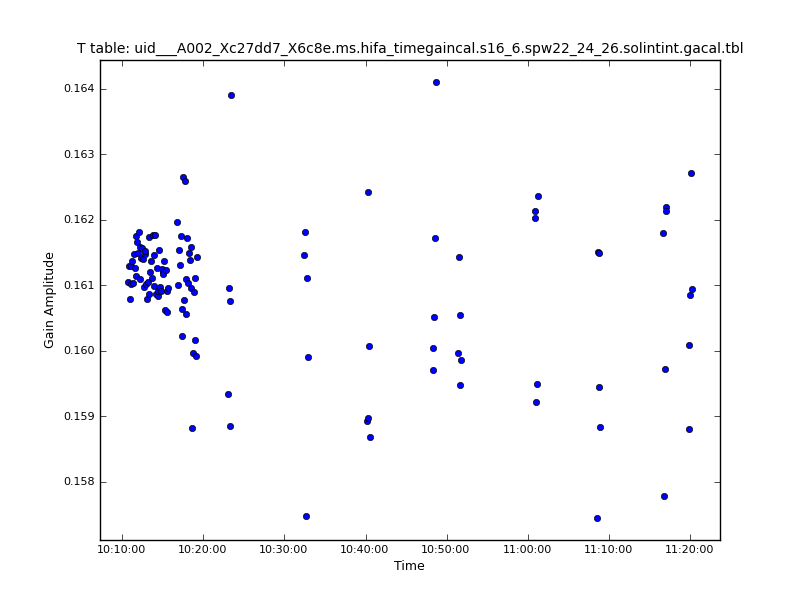 T table: uid___A002_Xc27dd7_X6c8e.ms.hifa_timegaincal.s16_6.spw22_24_26.solintint.gacal.tbl
0.164
0.163
0.162
0.161
0.160
0.159
0.158
Gain Amplitude
10:10:00 10:20:00 10:30:00 10:40:00 10:50:00 11:00:00 11:10:00 11:20:00
Time